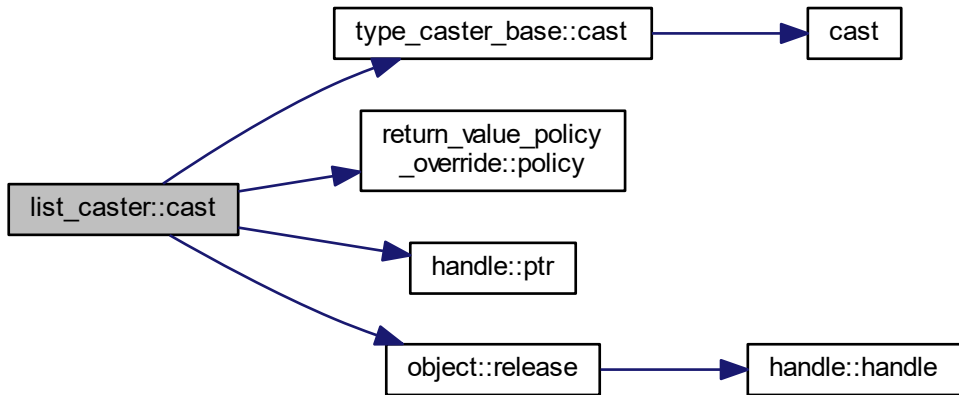 type_caster_base::cast
cast
return_value_policy
_override::policy
list_caster::cast
handle::ptr
object::release
handle::handle